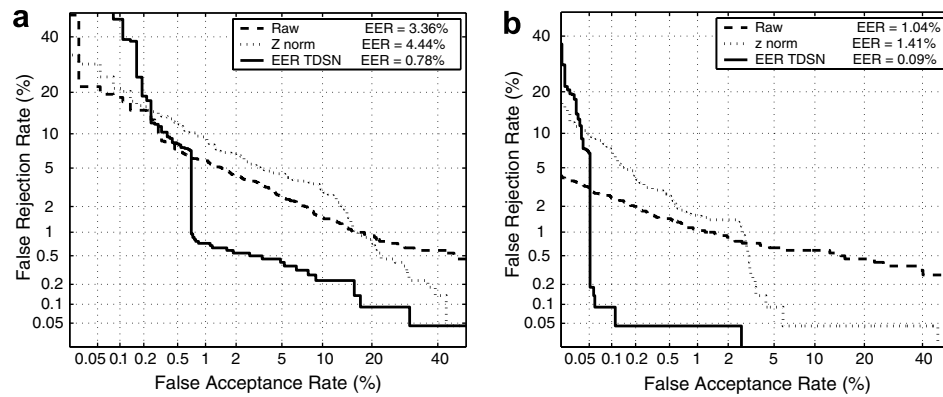 a
Raw EER = 3.36%
Z norm EER = 4.44%
EER TDSN EER = 0.78%
False Rejection Rate (%)
40
20
10
5
2
1
0.5
0.2
0.1
0.05
0.05 0.1 0.2 0.5 1 2 5 10 20 40
False Acceptance Rate (%)
b
Raw EER = 1.04%
z norm EER = 1.41%
EER TDSN EER = 0.09%
False Rejection Rate (%)
40
20
10
5
2
1
0.5
0.2
0.1
0.05
0.05 0.1 0.2 0.5 1 2 5 10 20 40
False Acceptance Rate (%)